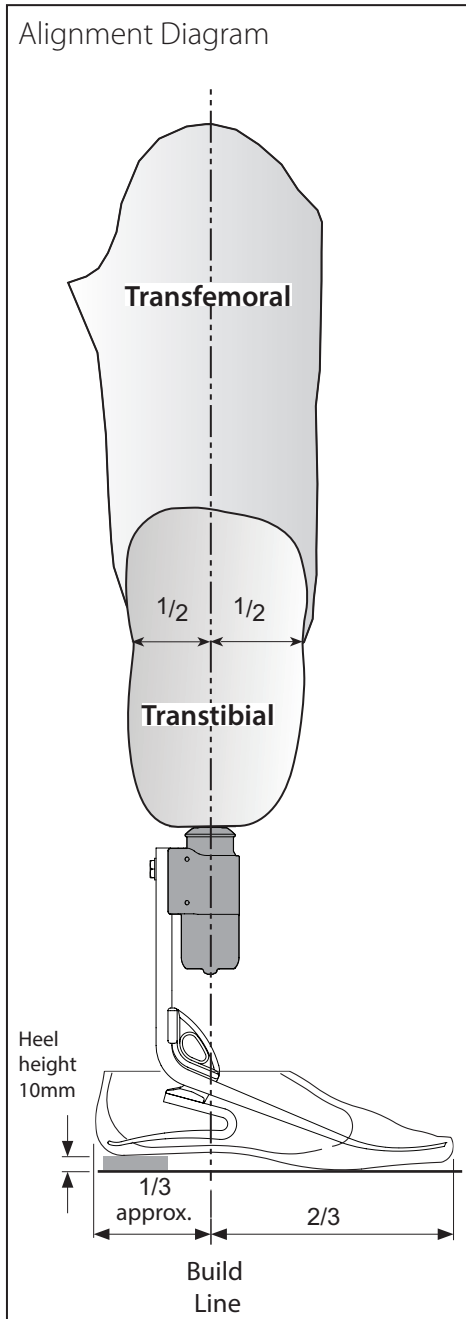 Alignment Diagram
Transfemoral
1/2 1/2
Transtibial
Heel
height
10mm
1/3
approx.
2/3
Build
Line